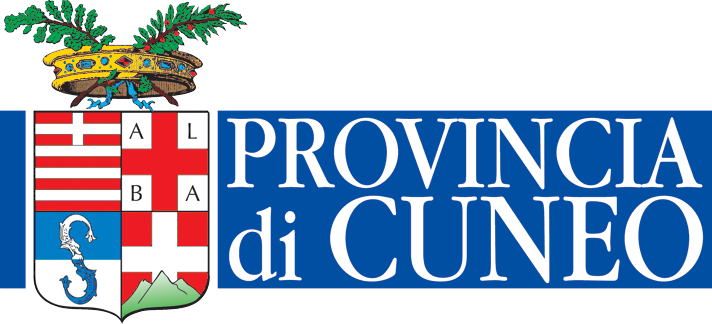 A L
B A
PROVINCIA
di CUNEO